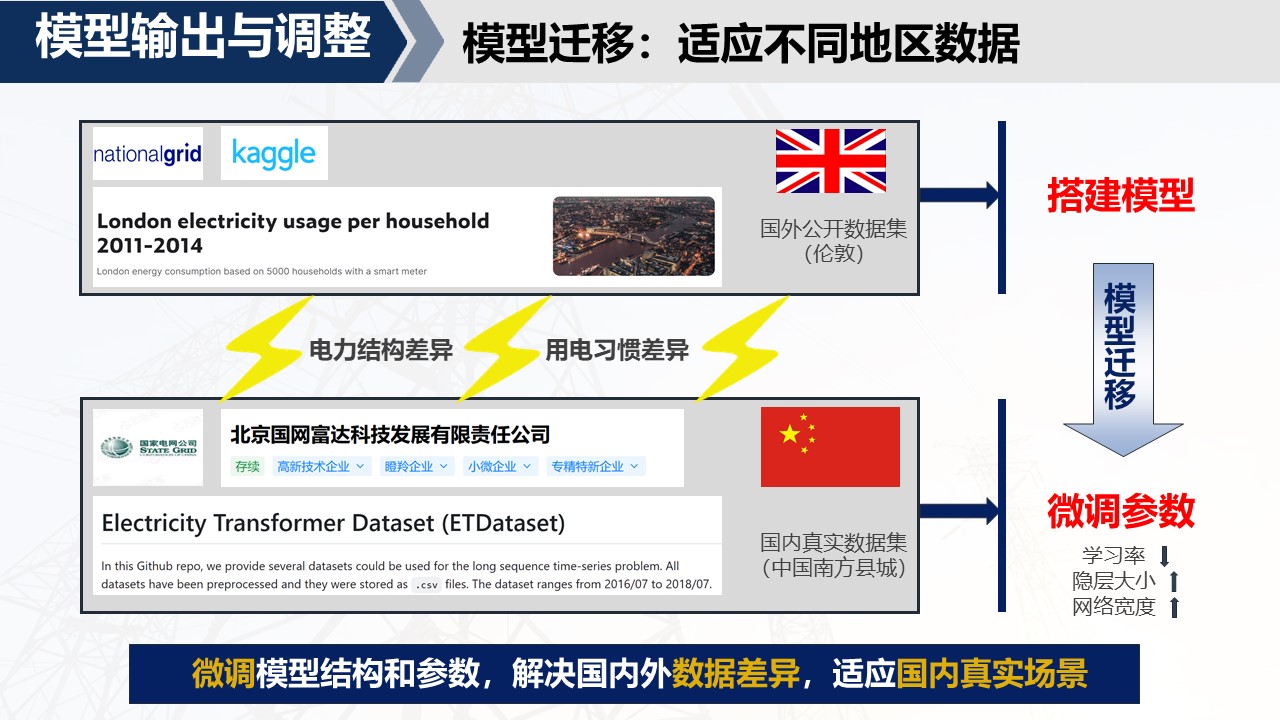 模型输出与调整
模型迁移：适应不同地区数据
nationalgrid
kaggle
London electricity usage per household
2011-2014
London energy consumption based on 5000 households with a smart meter
国外公开数据集
（伦敦）
搭建模型
电力结构差异
用电习惯差异
模型迁移
国家电网公司
STATE GRID
CORPORATION OF CHINA
北京国网富达科技发展有限责任公司
存续 高新技术企业 瞪羚企业 小微企业 专精特新企业
Electricity Transformer Dataset (ETDataset)
In this Github repo, we provide several datasets could be used for the long sequence time-series problem. All
datasets have been preprocessed and they were stored as .csv files. The dataset ranges from 2016/07 to 2018/07.
国内真实数据集
（中国南方县城）
微调参数
学习率
隐层大小
网络宽度
微调模型结构和参数，解决国内外数据差异，适应国内真实场景